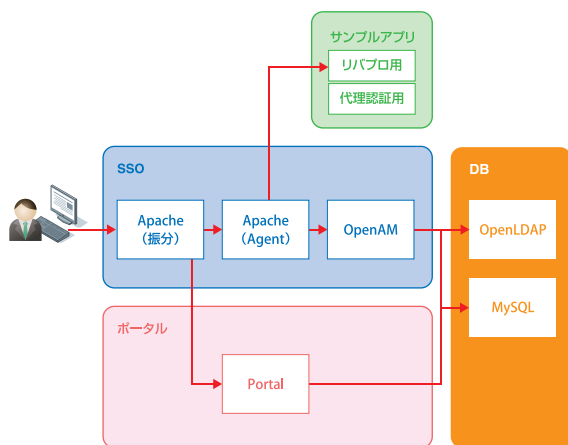 サンプルアプリ
リバプロ用
代理認証用
SSO
Apache
（振分）
Apache
（Agent）
OpenAM
DB
OpenLDAP
MySQL
ポータル
Portal